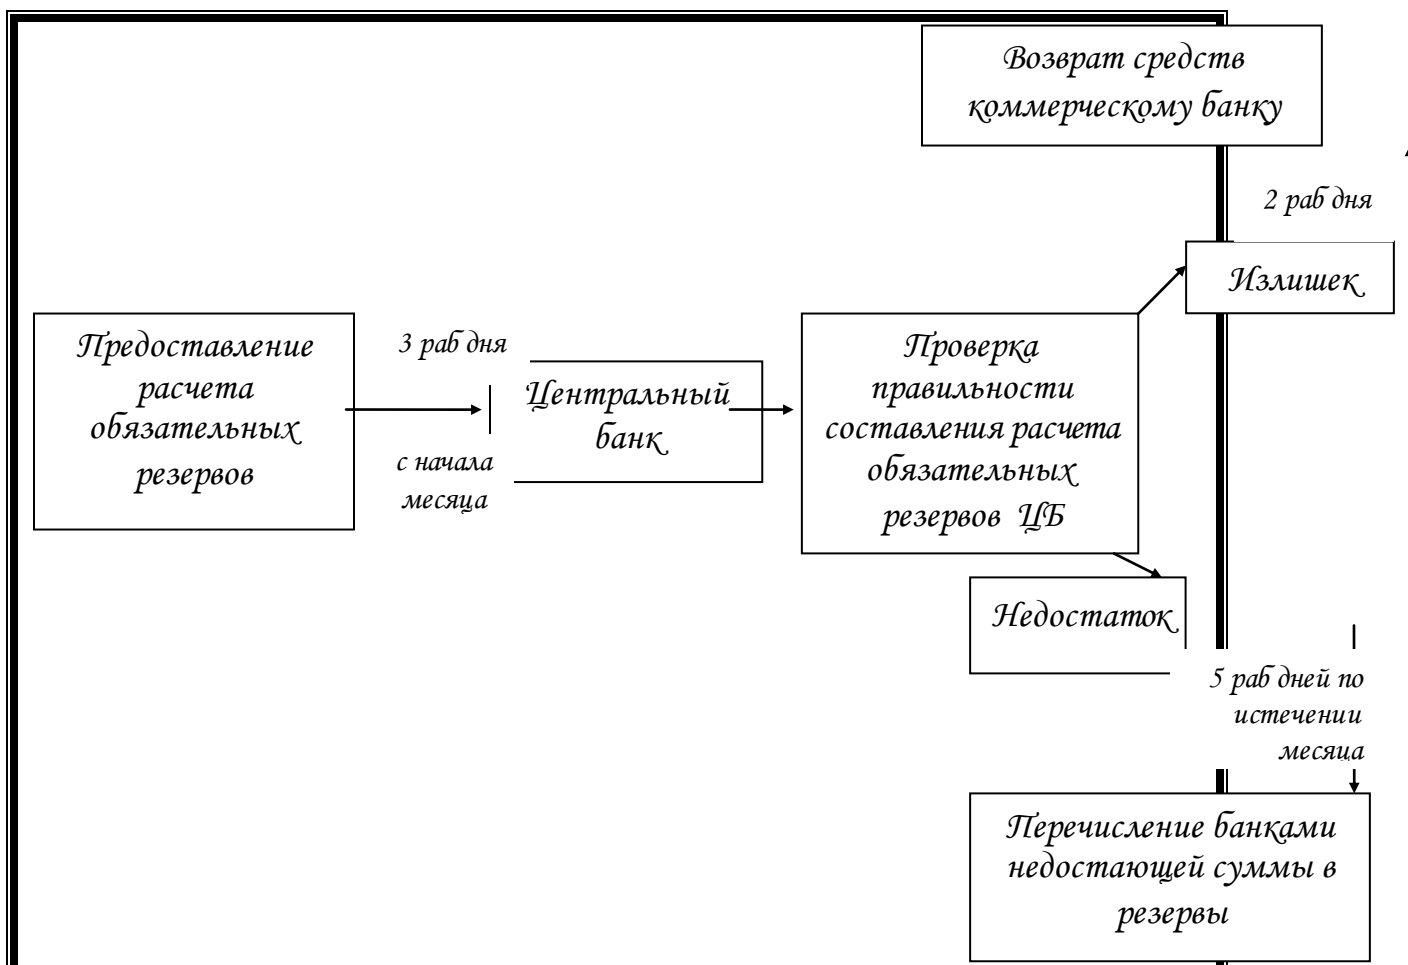 Возврат средств
коммерческому банку
2 раб дня
Излишек
Предоставление
расчета
обязательных
резервов
3 раб дня
с начала
месяца
Центральный
банк
Проверка
правильности
составления расчета
обязательных
резервов ЦБ
Недостаток
5 раб дней по
истечении
месяца
Перечисление банками
недостающей суммы в
резервы